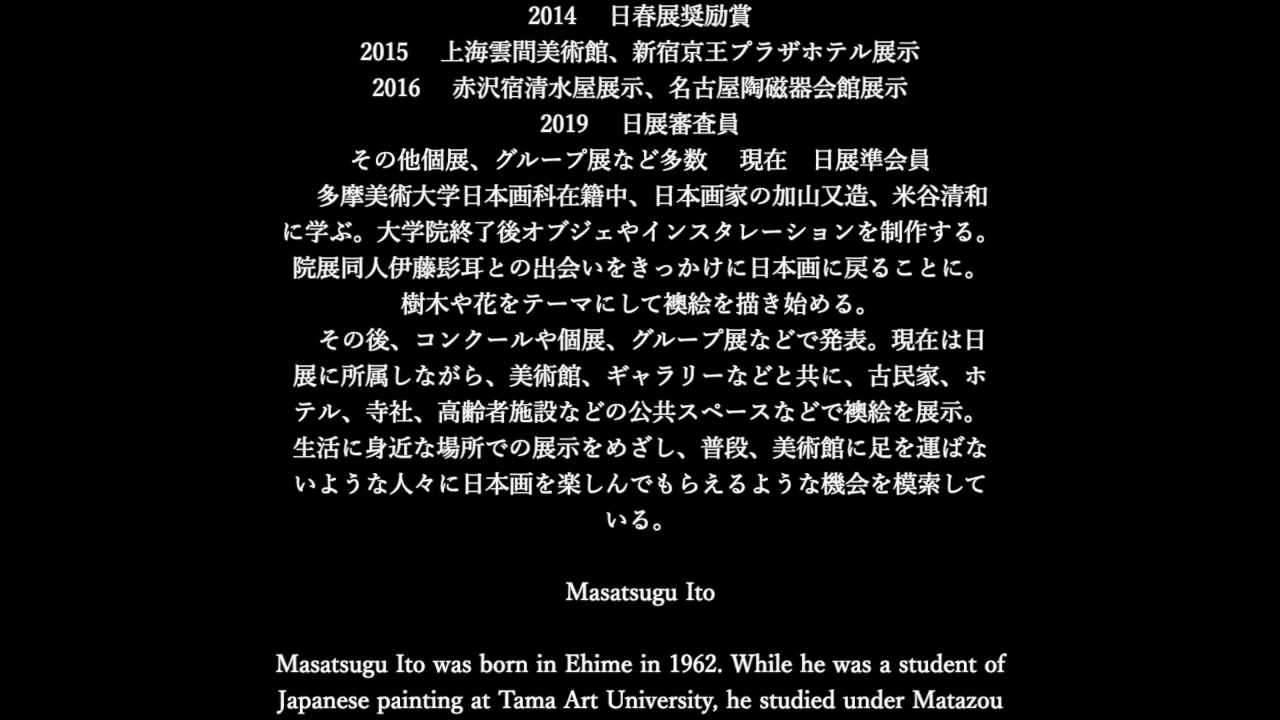 2014 日春展奨励賞
2015 上海雲間美術館、新宿京王プラザホテル展示
2016 赤沢宿清水屋展示、名古屋陶磁器会館展示
2019 日展審査員
その他個展、グループ展など多数 現在 日展準会員
多摩美術大学日本画科在籍中、日本画家の加山又造、米谷清和
に学ぶ。大学院終了後オブジェやインスタレーションを制作する。
院展同人伊藤髟耳との出会いをきっかけに日本画に戻ることに。
樹木や花をテーマにして襖絵を描き始める。
その後、コンクールや個展、グループ展などで発表。現在は日
展に所属しながら、美術館、ギャラリーなどと共に、古民家、ホ
テル、寺社、高齢者施設などの公共スペースなどで襖絵を展示。
生活に身近な場所での展示をめざし、普段、美術館に足を運ばな
いような人々に日本画を楽しんでもらえるような機会を模索して
いる。
Masatsugu Ito
Masatsugu Ito was born in Ehime in 1962. While he was a student of
Japanese painting at Tama Art University, he studied under Matazou